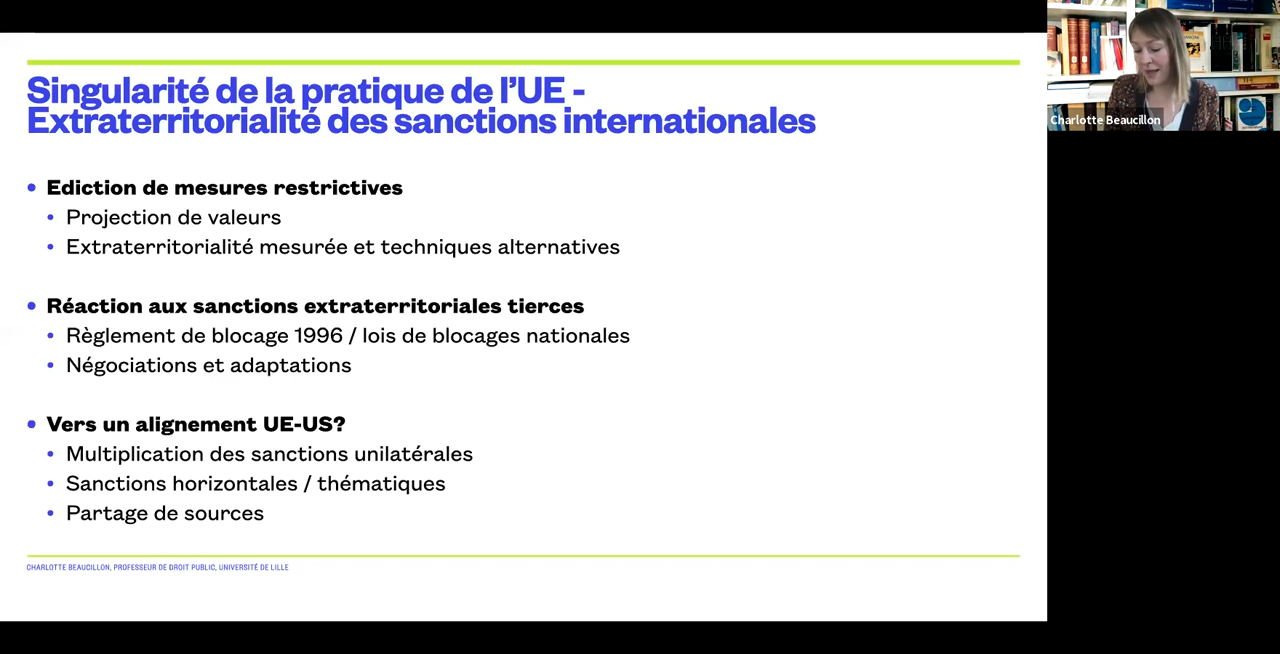 Singularité de la pratique de l'UE -
Extraterritorialité des sanctions internationales
• Ediction de mesures restrictives
• Projection de valeurs
• Extraterritorialité mesurée et techniques alternatives
• Réaction aux sanctions extraterritoriales tierces
• Règlement de blocage 1996 / lois de blocages nationales
• Négociations et adaptations
• Vers un alignement UE-US?
• Multiplication des sanctions unilatérales
• Sanctions horizontales / thématiques
• Partage de sources
CHARLOTTE BEAUCILLON, PROFESSEUR DE DROIT PUBLIC, UNIVERSITÉ DE LILLE
Charlotte Beaucillon